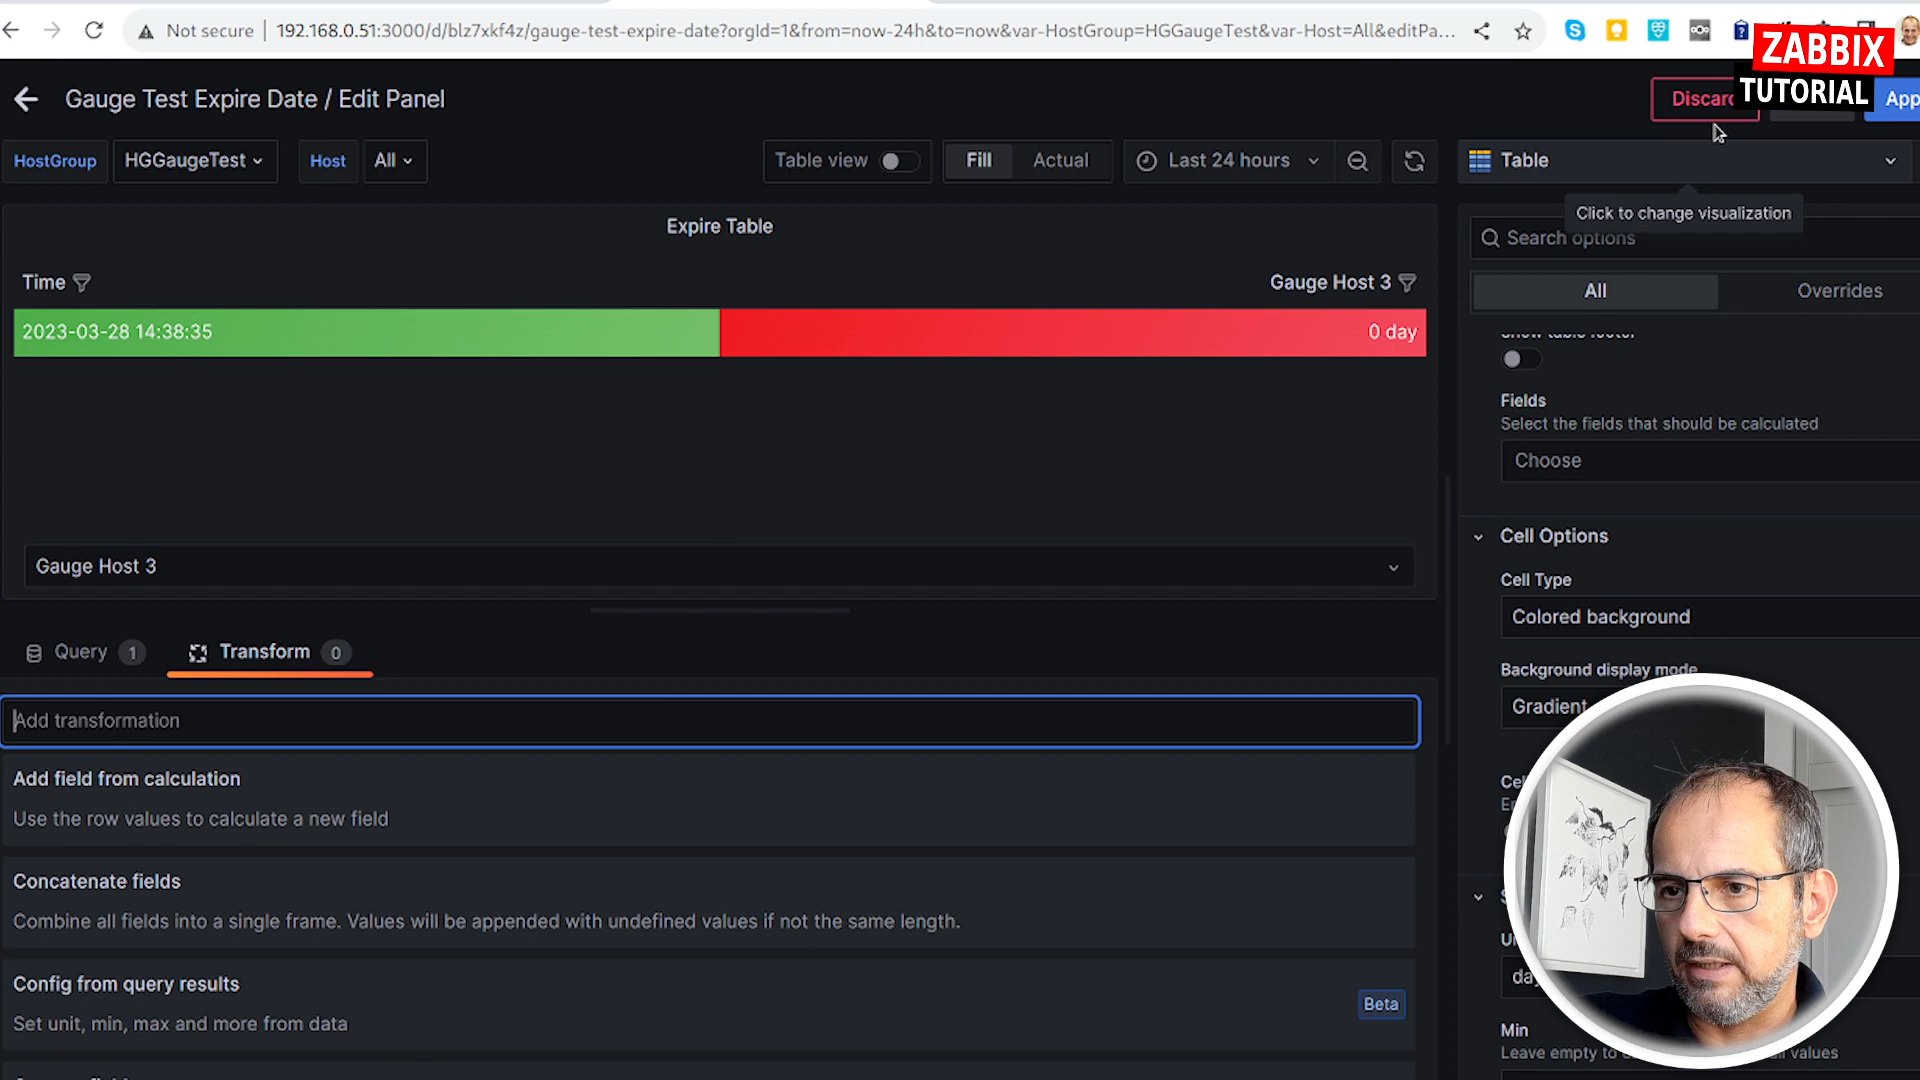 Not secure
192.168.0.51:3000/d/blz7xkf4z/gauge-test-expire-date?orgId=1&from=now-24h&to=now&var-HostGroup=HGGaugeTest&var-Host=All&editPa...
ZABBIX
TUTORIAL
Gauge Test Expire Date / Edit Panel
Discard
App
HostGroup
HGGaugeTest
Host
All
Table view
Fill
Actual
Last 24 hours
Table
Click to change visualization
Search options
Expire Table
Time
Gauge Host 3
2023-03-28 14:38:35
0 day
Gauge Host 3
All
Overrides
Show table footer
Fields
Select the fields that should be calculated
Choose
Cell Options
Cell Type
Colored background
Background display mode
Gradient
Query 1
Transform 0
Add transformation
Add field from calculation
Use the row values to calculate a new field
Concatenate fields
Combine all fields into a single frame. Values will be appended with undefined values if not the same length.
Config from query results
Set unit, min, max and more from data
Beta
Min
Leave empty to
values